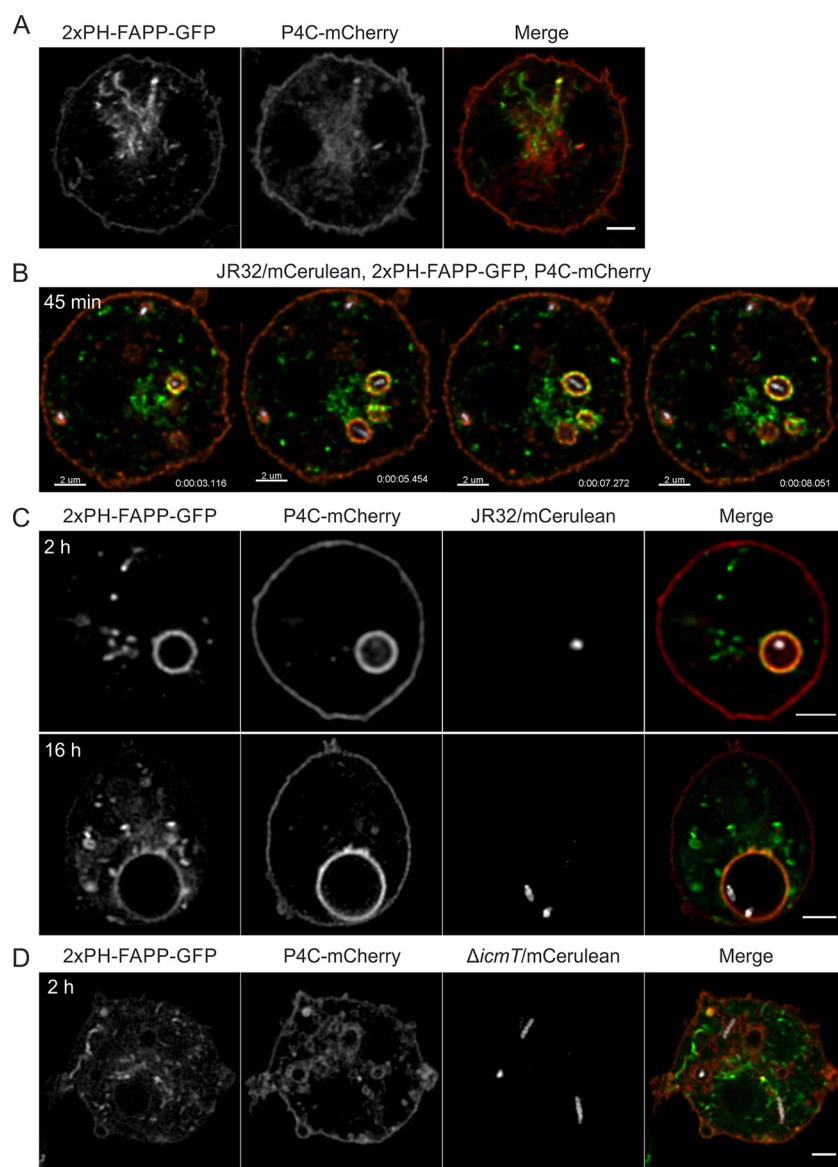 A
2xPH-FAPP-GFP P4C-mCherry Merge
B
JR32/mCerulean, 2xPH-FAPP-GFP, P4C-mCherry
45 min
2 um 0:00:03.116 2 um 0:00:05.454 2 um 0:00:07.272 2 um 0:00:08.051
C
2xPH-FAPP-GFP P4C-mCherry JR32/mCerulean Merge
2 h
16 h
D
2xPH-FAPP-GFP P4C-mCherry ΔicmT/mCerulean Merge
2 h